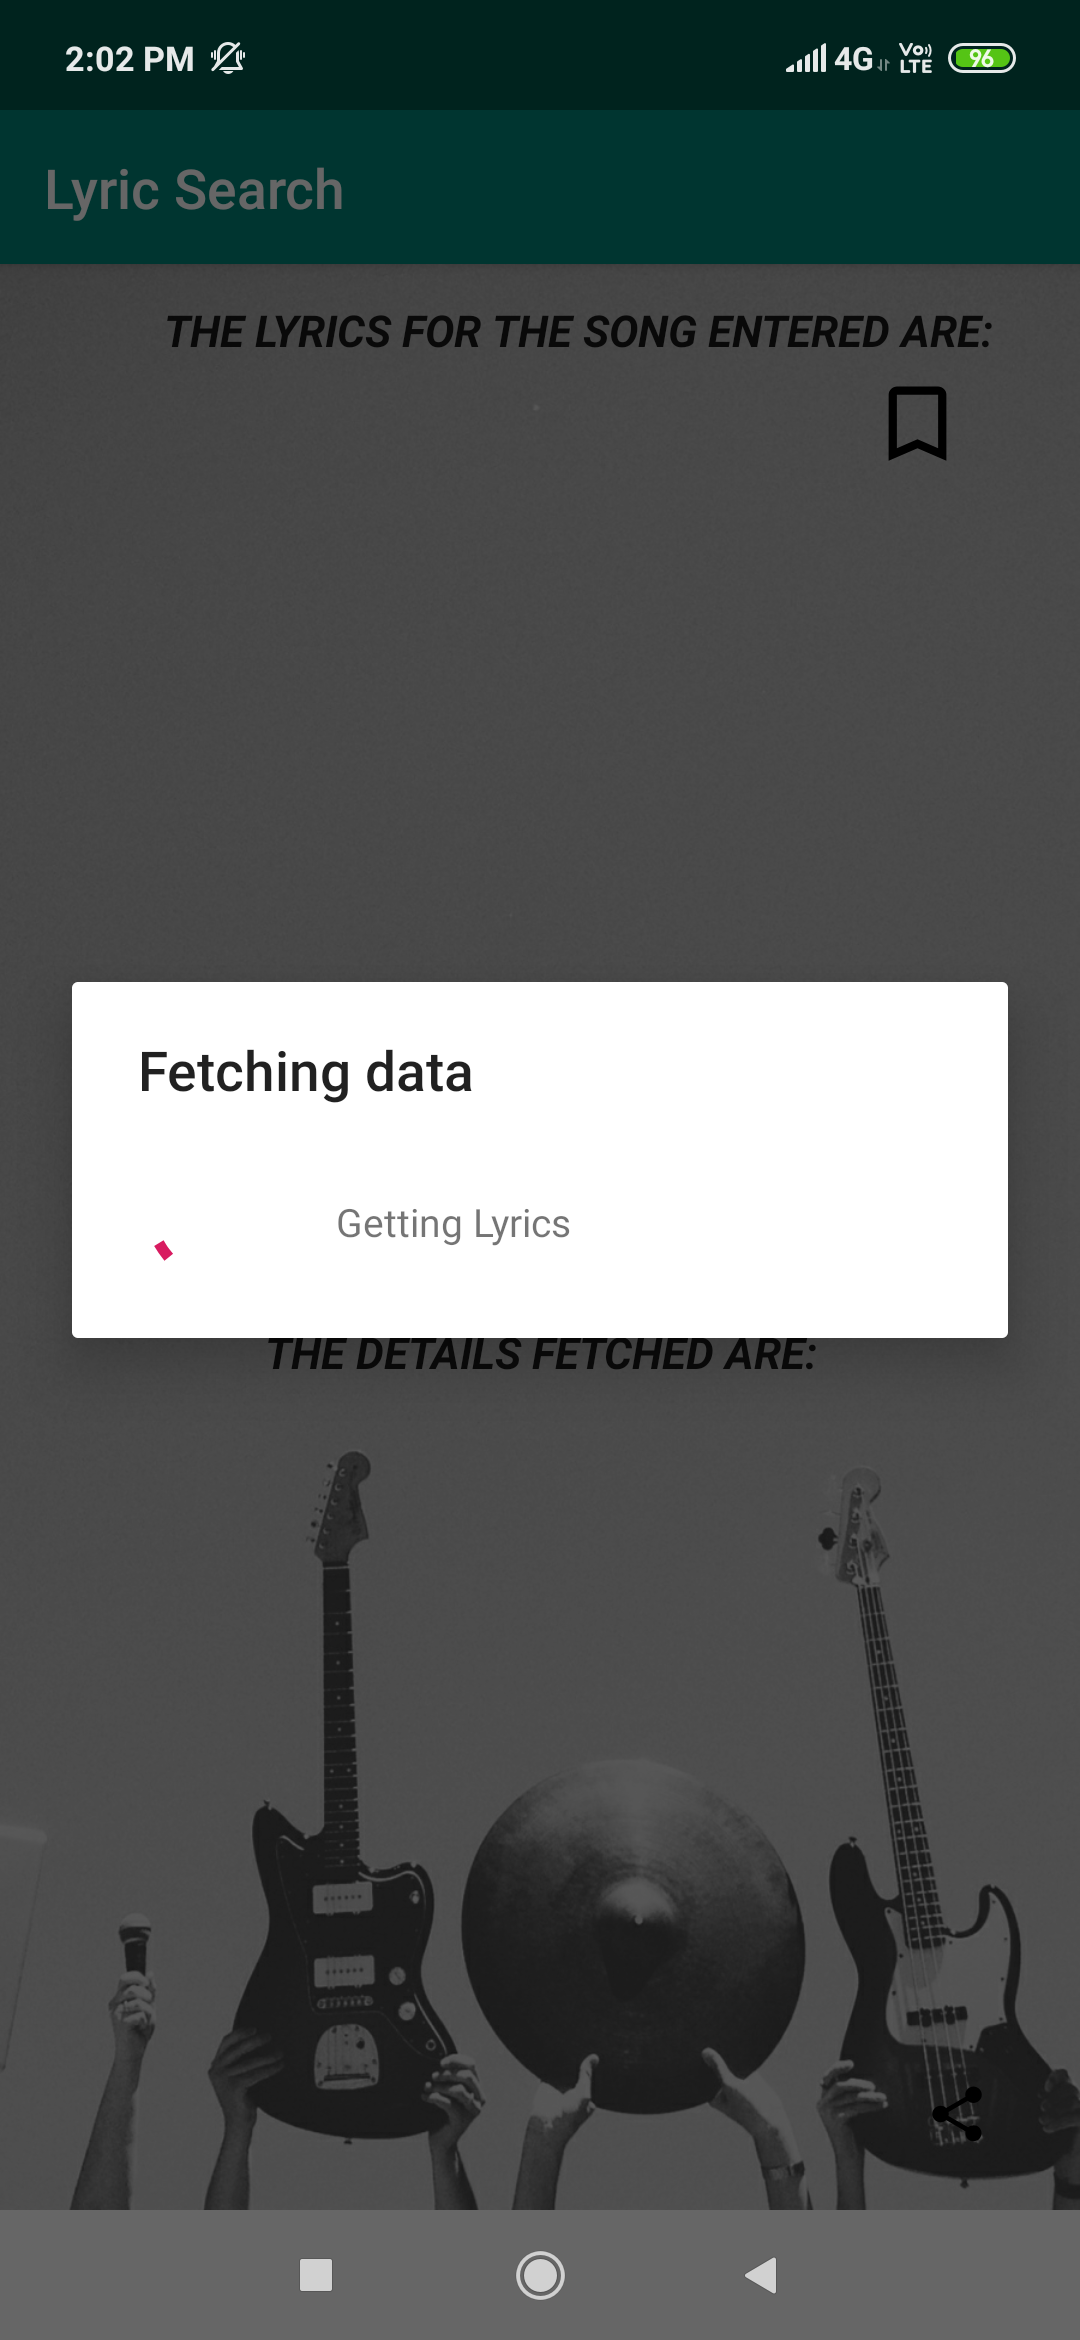 2:02 PM 4G Vo) LTE 96
Lyric Search
THE LYRICS FOR THE SONG ENTERED ARE:
Fetching data
Getting Lyrics
THE DETAILS FETCHED ARE: